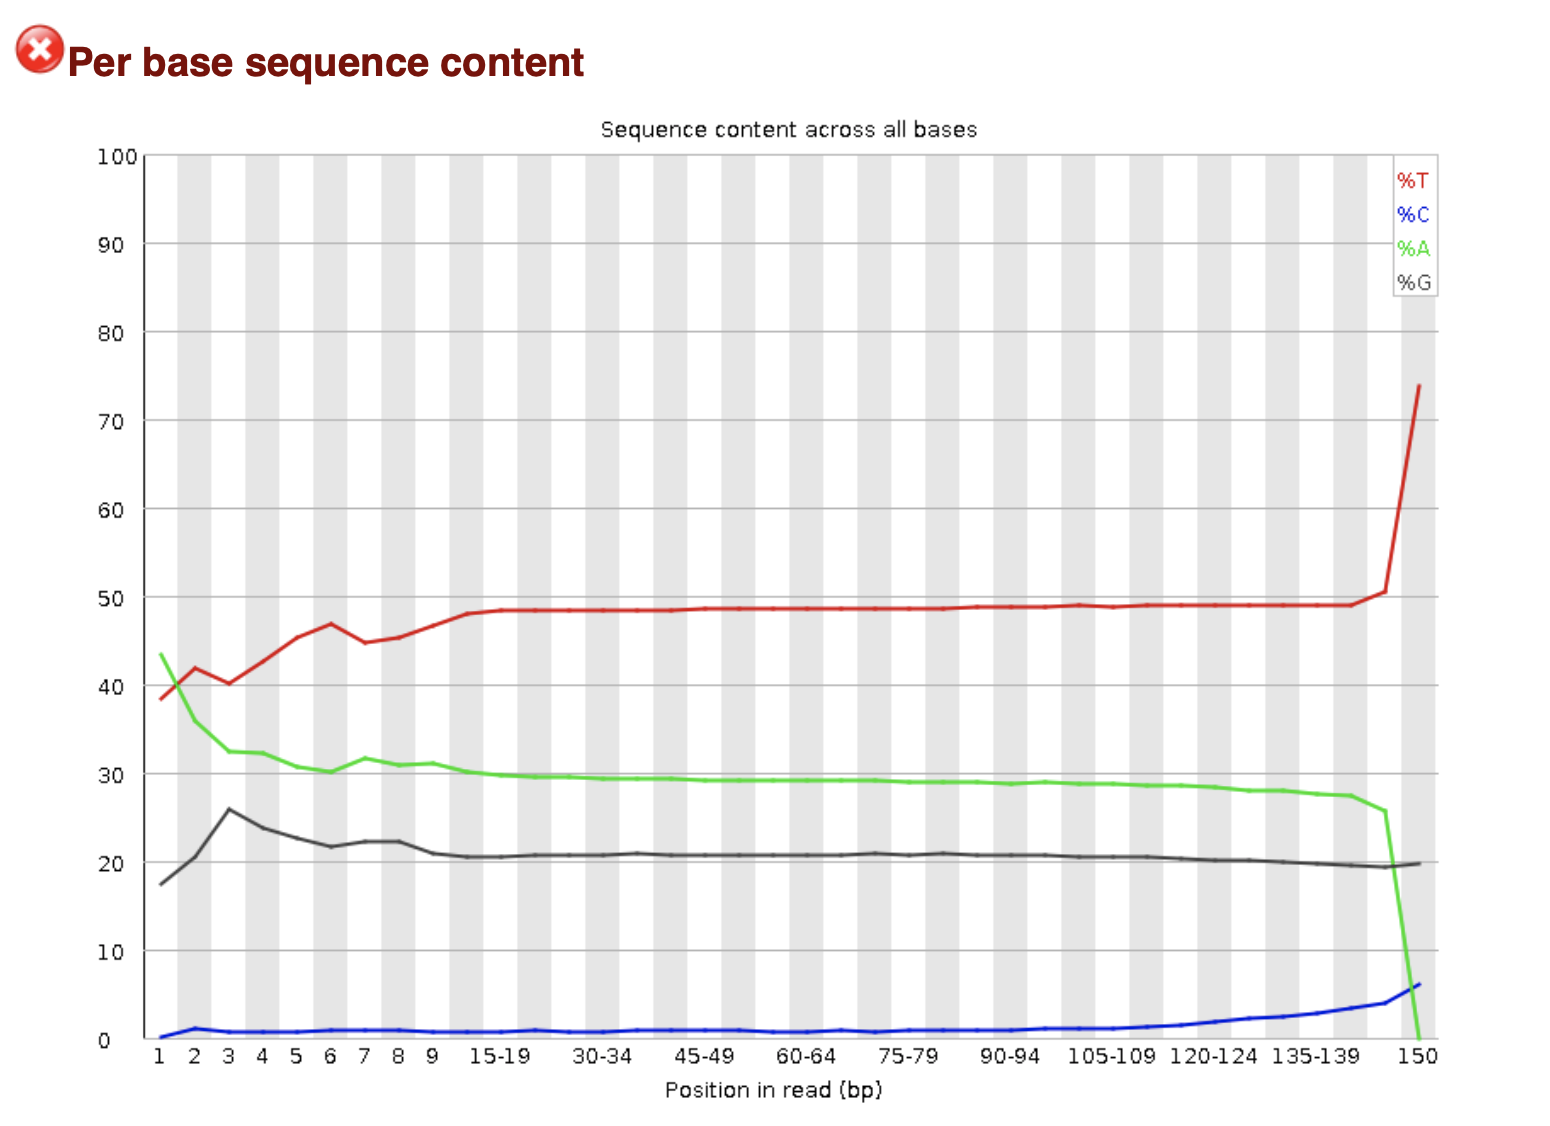 Per base sequence content
Sequence content across all bases
%T
%C
%A
%G
100
90
80
70
60
50
40
30
20
10
0
1 2 3 4 5 6 7 8 9 15-19 30-34 45-49 60-64 75-79 90-94 105-109 120-124 135-139 150
Position in read (bp)